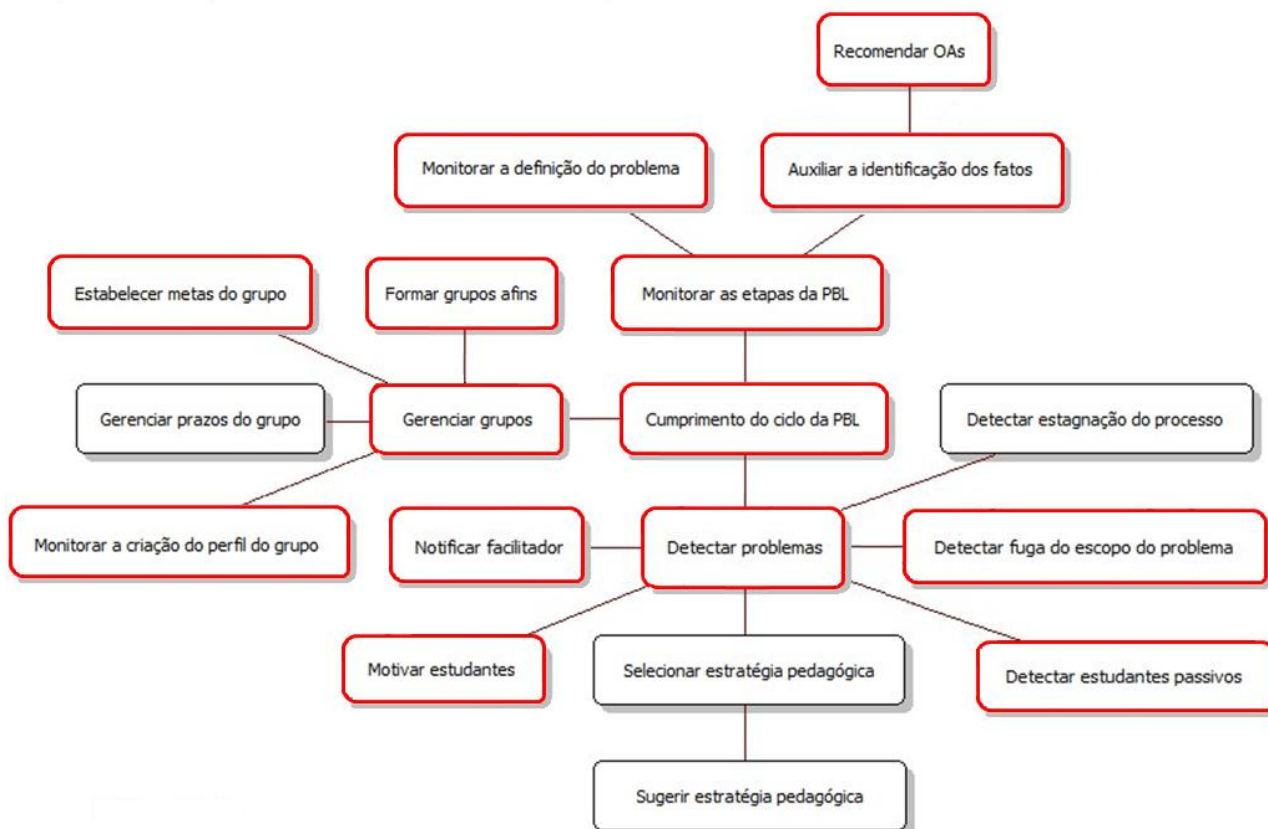 Recomendar OAs
Monitorar a definição do problema
Auxiliar a identificação dos fatos
Estabelecer metas do grupo
Formar grupos afins
Monitorar as etapas da PBL
Gerenciar prazos do grupo
Gerenciar grupos
Cumprimento do ciclo da PBL
Detectar estagnação do processo
Monitorar a criação do perfil do grupo
Notificar facilitador
Detectar problemas
Detectar fuga do escopo do problema
Motivar estudantes
Selecionar estratégia pedagógica
Detectar estudantes passivos
Sugerir estratégia pedagógica